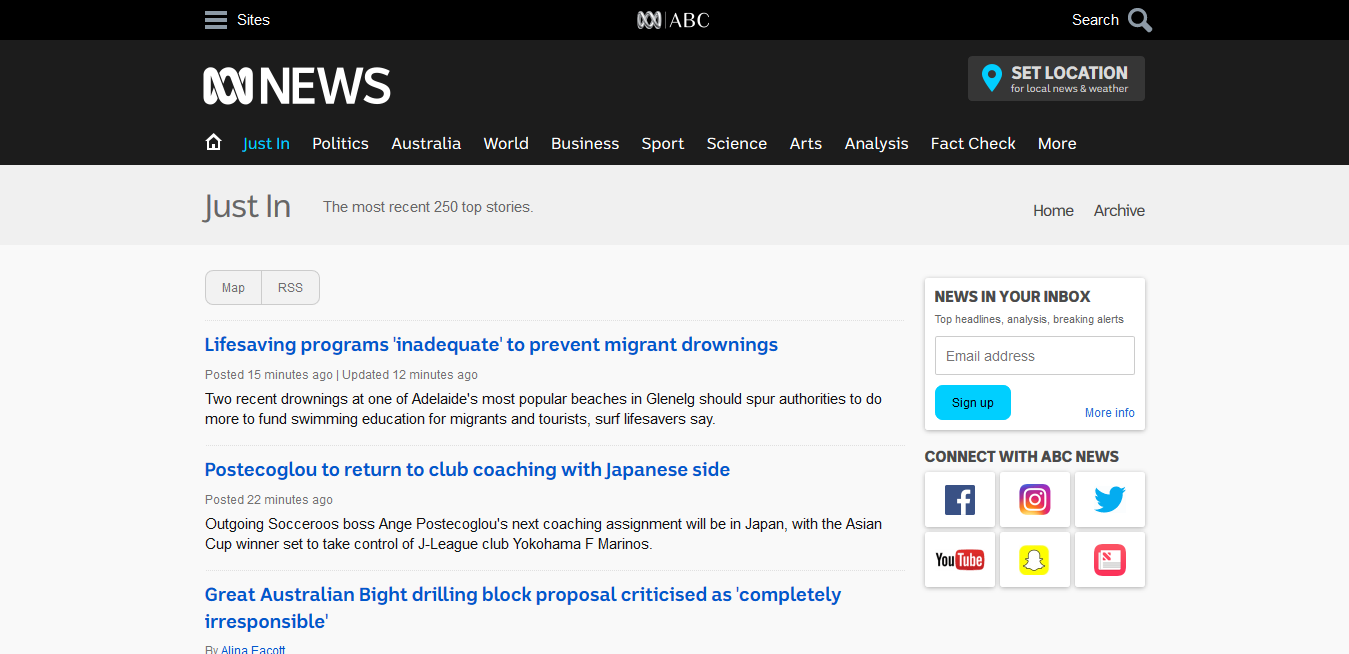 Sites
ABC
Search
NEWS
SET LOCATION
for local news & weather
Just In
Politics
Australia
World
Business
Sport
Science
Arts
Analysis
Fact Check
More
Just In
The most recent 250 top stories.
Home
Archive
Map
RSS
Lifesaving programs 'inadequate' to prevent migrant drownings
Posted 15 minutes ago | Updated 12 minutes ago
Two recent drownings at one of Adelaide's most popular beaches in Glenelg should spur authorities to do
more to fund swimming education for migrants and tourists, surf lifesavers say.
Postecoglou to return to club coaching with Japanese side
Posted 22 minutes ago
Outgoing Socceroos boss Ange Postecoglou's next coaching assignment will be in Japan, with the Asian
Cup winner set to take control of J-League club Yokohama F Marinos.
Great Australian Bight drilling block proposal criticised as 'completely
irresponsible'
By Alina Eacott
NEWS IN YOUR INBOX
Top headlines, analysis, breaking alerts
Email address
Sign up
More info
CONNECT WITH ABC NEWS
YouTube